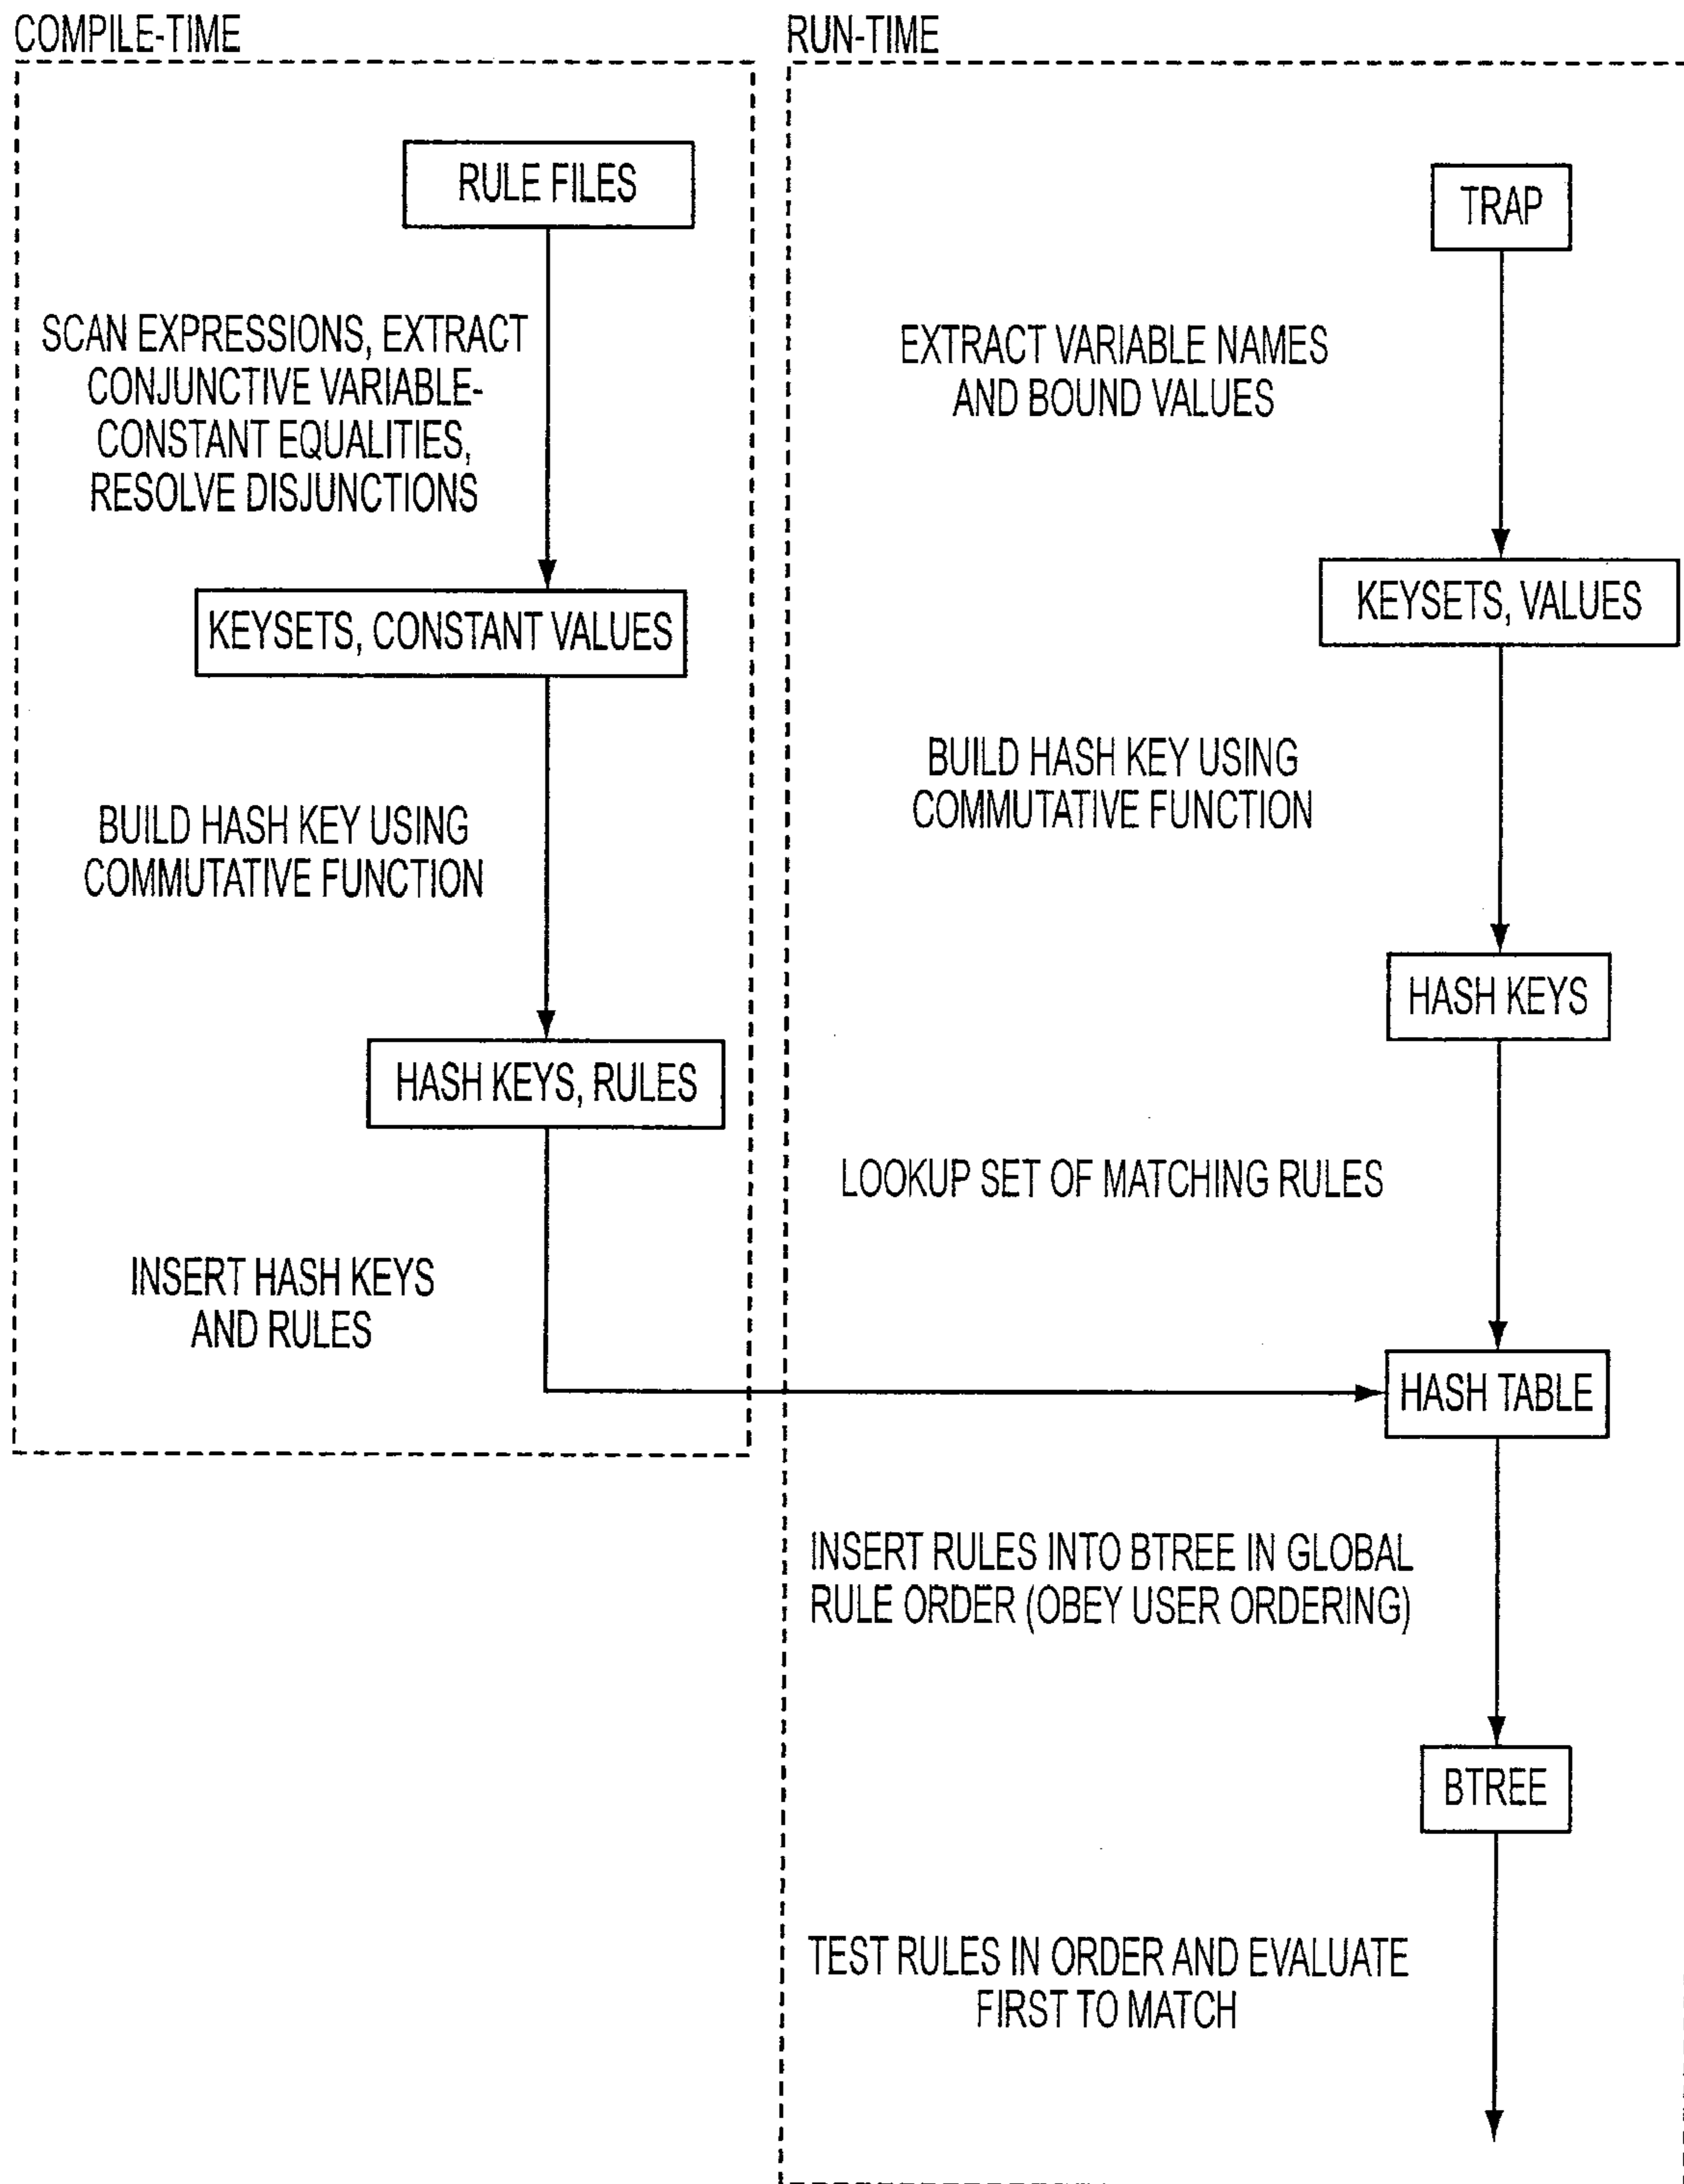 COMPILE-TIME
RULE FILES
SCAN EXPRESSIONS, EXTRACT
CONJUNCTIVE VARIABLE-
CONSTANT EQUALITIES,
RESOLVE DISJUNCTIONS
KEYSETS, CONSTANT VALUES
BUILD HASH KEY USING
COMMUTATIVE FUNCTION
HASH KEYS, RULES
INSERT HASH KEYS
AND RULES
RUN-TIME
TRAP
EXTRACT VARIABLE NAMES
AND BOUND VALUES
KEYSETS, VALUES
BUILD HASH KEY USING
COMMUTATIVE FUNCTION
HASH KEYS
LOOKUP SET OF MATCHING RULES
HASH TABLE
INSERT RULES INTO BTREE IN GLOBAL
RULE ORDER (OBEY USER ORDERING)
BTREE
TEST RULES IN ORDER AND EVALUATE
FIRST TO MATCH